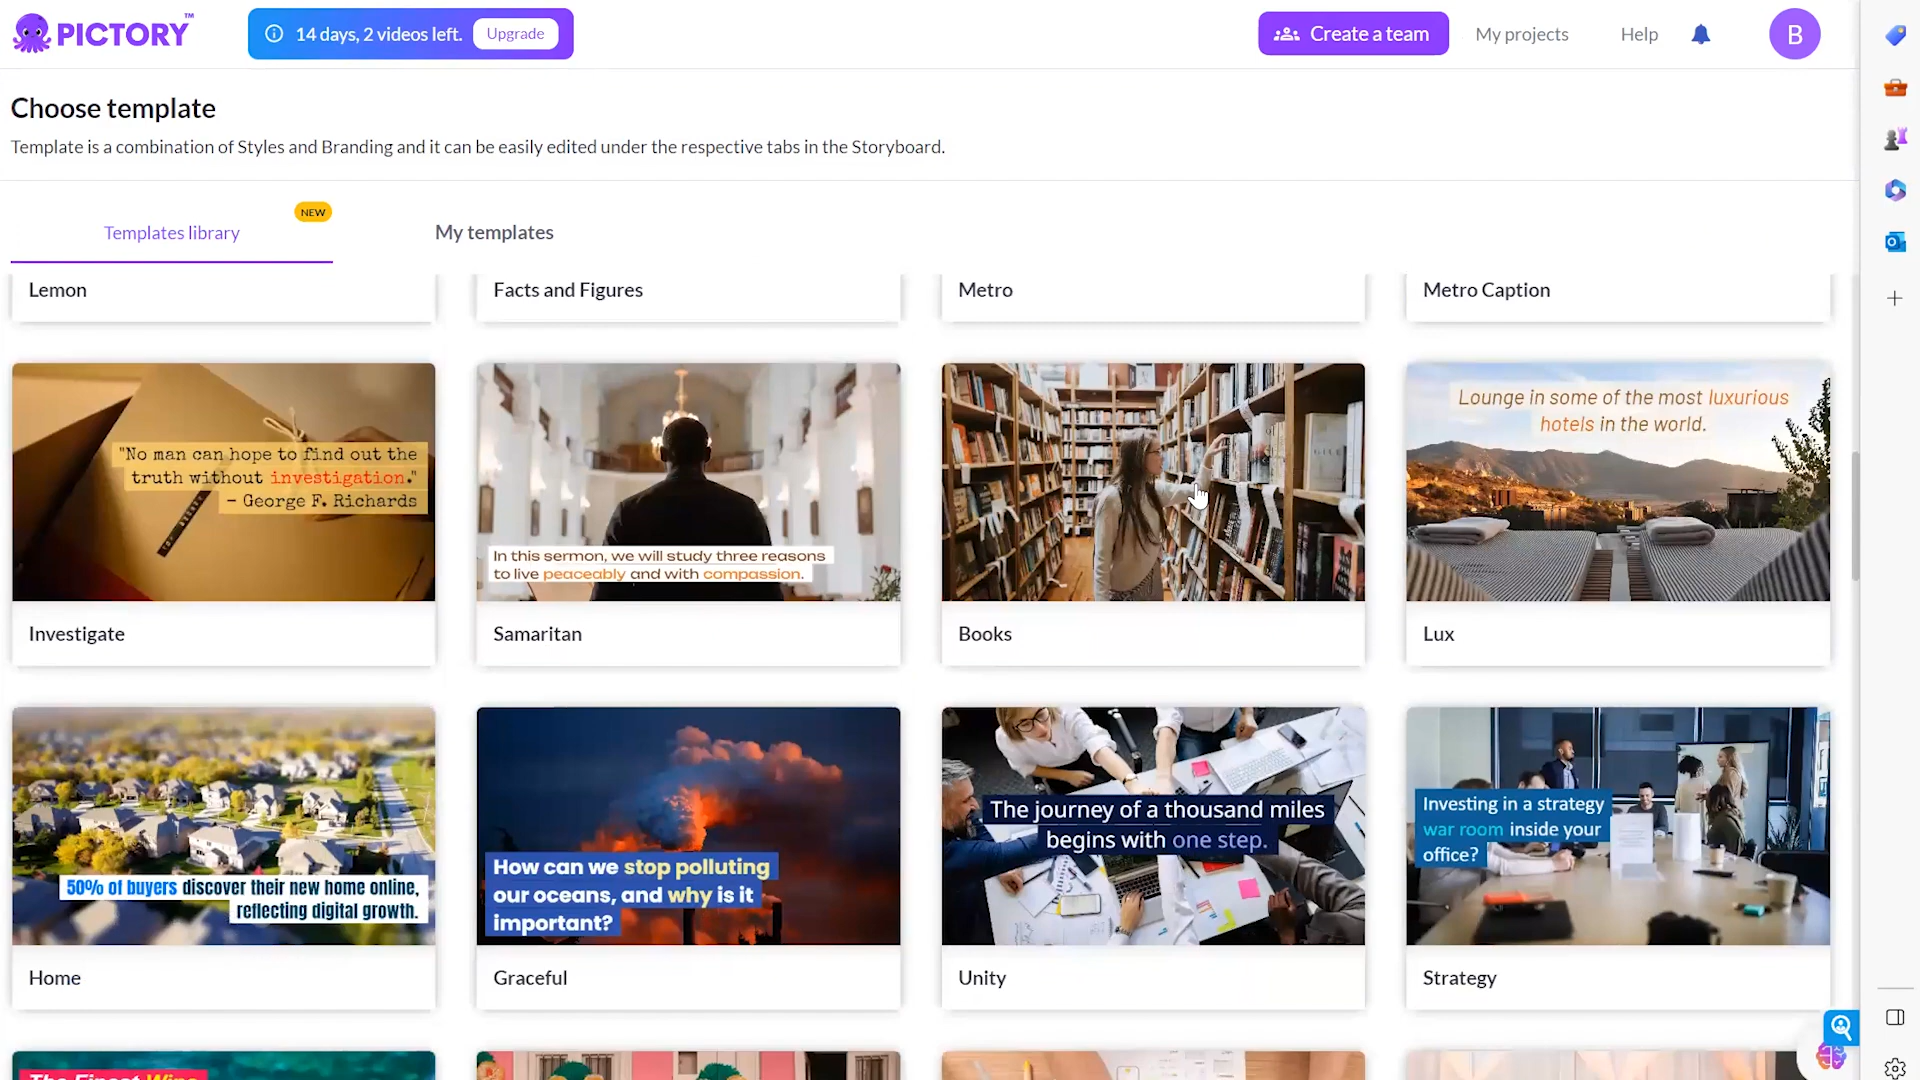 PICTORY™
14 days, 2 videos left.
Upgrade
Create a team
My projects
Help
B
Choose template
Template is a combination of Styles and Branding and it can be easily edited under the respective tabs in the Storyboard.
Templates library
NEW
My templates
Lemon
Facts and Figures
Metro
Metro Caption
"No man can hope to find out the
truth without investigation."
– George F. Richards
In this sermon, we will study three reasons
to live peaceably and with compassion.
Lounge in some of the most luxurious
hotels in the world.
Investigate
Samaritan
Books
Lux
50% of buyers discover their new home online,
reflecting digital growth.
How can we stop polluting
our oceans, and why is it
important?
The journey of a thousand miles
begins with one step.
Investing in a strategy
war room inside your
office?
Home
Graceful
Unity
Strategy
The Finest Wine